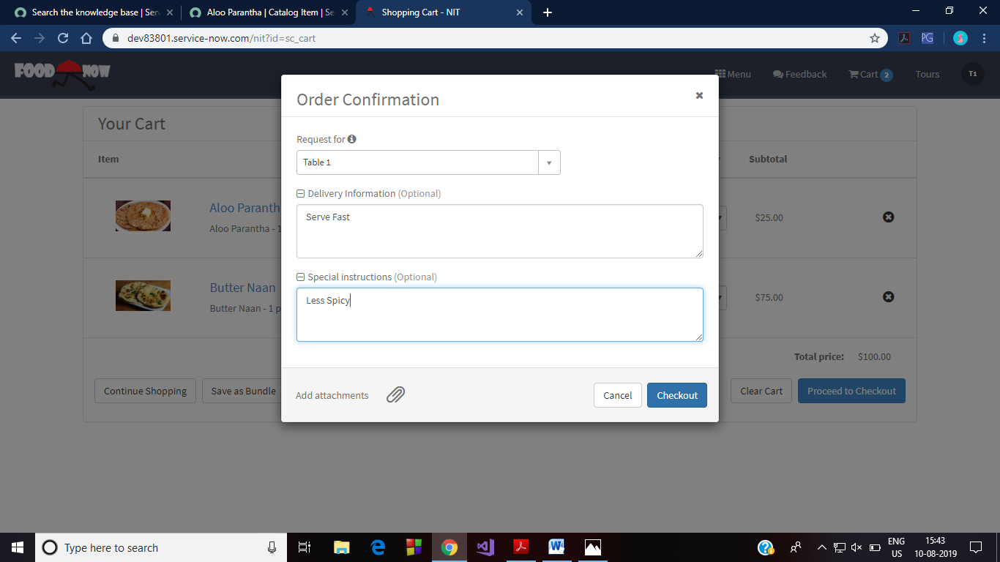 Search the knowledge base | Serv
Aloo Parantha | Catalog Item | Se
Shopping Cart - NIT
dev83801.service-now.com/nit?id=sc_cart
PG
FOOD NOW
Menu
Feedback
Cart 2
Tours
T1
Your Cart
Item
Subtotal
Aloo Paranth
Aloo Parantha - 1
$25.00
Butter Naan
Butter Naan - 1 p
$75.00
Total price: $100.00
Continue Shopping
Save as Bundle
Clear Cart
Proceed to Checkout
Order Confirmation
Request for
Table 1
Delivery Information (Optional)
Serve Fast
Special instructions (Optional)
Less Spicy
Add attachments
Cancel
Checkout
Type here to search
ENG
US
15:43
10-08-2019